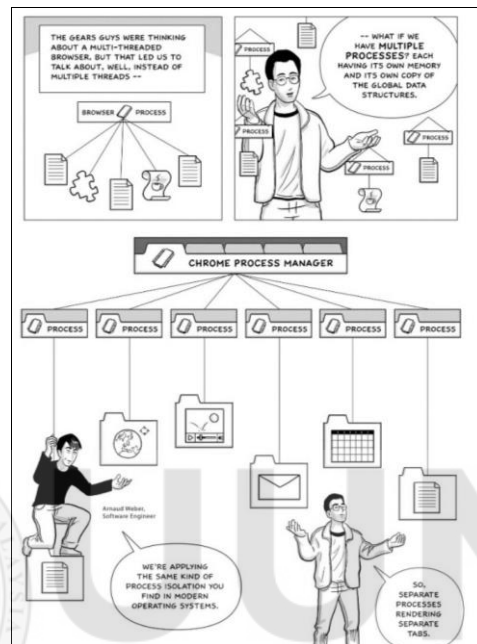 THE GEARS GUYS WERE THINKING
ABOUT A MULTI-THREADED
BROWSER, BUT THAT LED US TO
TALK ABOUT, WELL, INSTEAD OF
MULTIPLE THREADS --
BROWSER PROCESS
-- WHAT IF WE
HAVE MULTIPLE
PROCESSES? EACH
HAVING ITS OWN MEMORY
AND ITS OWN COPY OF
THE GLOBAL DATA
STRUCTURES.
PROCESS
PROCESS
PROCESS
PROCESS
CHROME PROCESS MANAGER
PROCESS
PROCESS
PROCESS
PROCESS
PROCESS
PROCESS
Arnaud Weber,
Software Engineer
WE'RE APPLYING
THE SAME KIND OF
PROCESS ISOLATION YOU
FIND IN MODERN
OPERATING SYSTEMS.
SO,
SEPARATE
PROCESSES
RENDERING
SEPARATE
TABS.